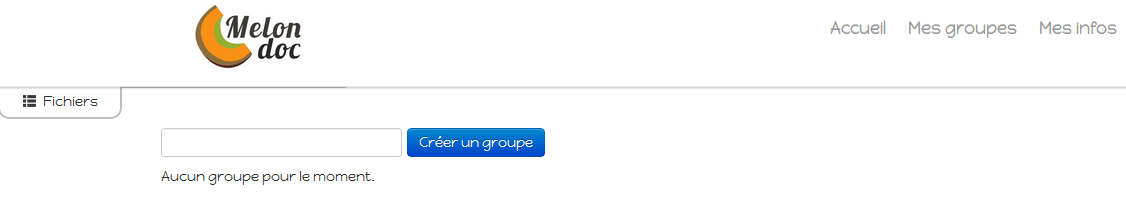 Melon
doc
Accueil Mes groupes Mes infos
Fichiers
Créer un groupe
Aucun groupe pour le moment.